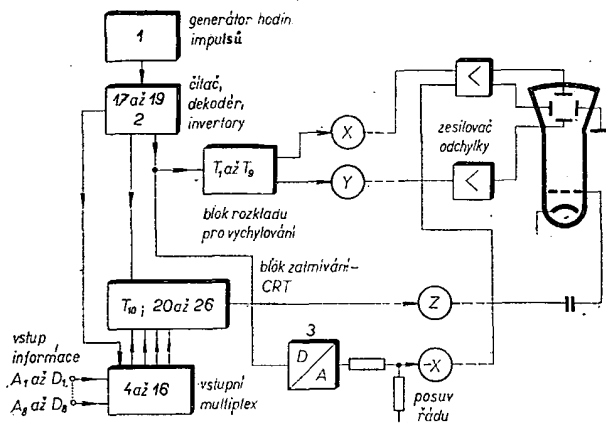 generátor hodin.
impulsů
1
17 až 19
2
čítač,
dekodér,
invertory
T1 až T9
X
Y
<
<
zesilovač
odchylky
blok rozkladu
pro vychylování
blok zatmívání-
CRT
T10 ; 20 až 26
Z
3
D
A
-X
posuv
řádu
vstup
informace
A1 až D1
A8 až D8
4 až 16
vstupní
multiplex